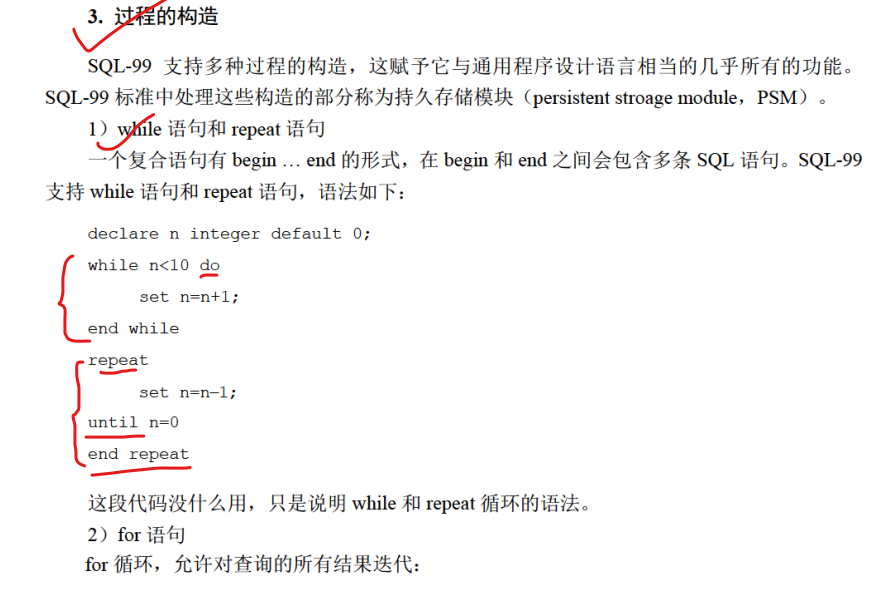 3. 过程的构造
SQL-99 支持多种过程的构造，这赋予它与通用程序设计语言相当的几乎所有的功能。
SQL-99 标准中处理这些构造的部分称为持久存储模块（persistent stroage module，PSM）。
1）while 语句和 repeat 语句
一个复合语句有 begin … end 的形式，在 begin 和 end 之间会包含多条 SQL 语句。SQL-99
支持 while 语句和 repeat 语句，语法如下：
declare n integer default 0;
while n<10 do
set n=n+1;
end while
repeat
set n=n−1;
until n=0
end repeat
这段代码没什么用，只是说明 while 和 repeat 循环的语法。
2）for 语句
for 循环，允许对查询的所有结果迭代：